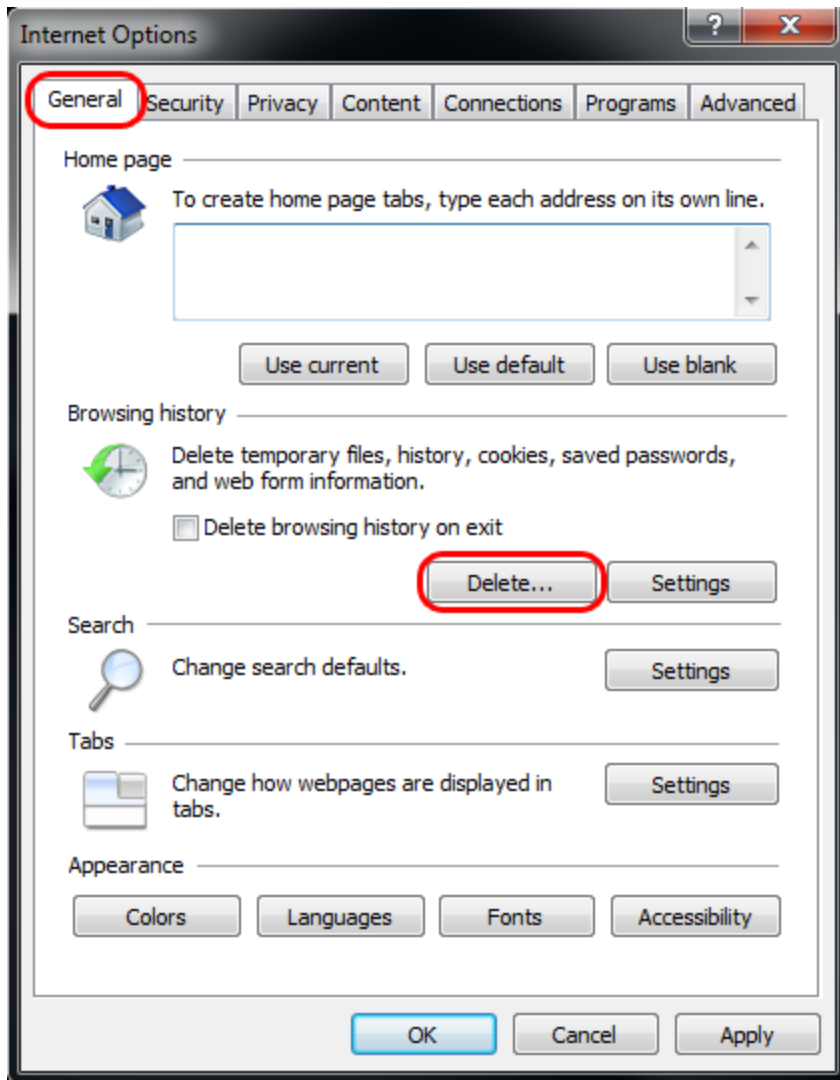 Internet Options
?
X
General Security Privacy Content Connections Programs Advanced
Home page
To create home page tabs, type each address on its own line.
Use current Use default Use blank
Browsing history
Delete temporary files, history, cookies, saved passwords,
and web form information.
Delete browsing history on exit
Delete... Settings
Search
Change search defaults.
Settings
Tabs
Change how webpages are displayed in
tabs.
Settings
Appearance
Colors Languages Fonts Accessibility
OK Cancel Apply